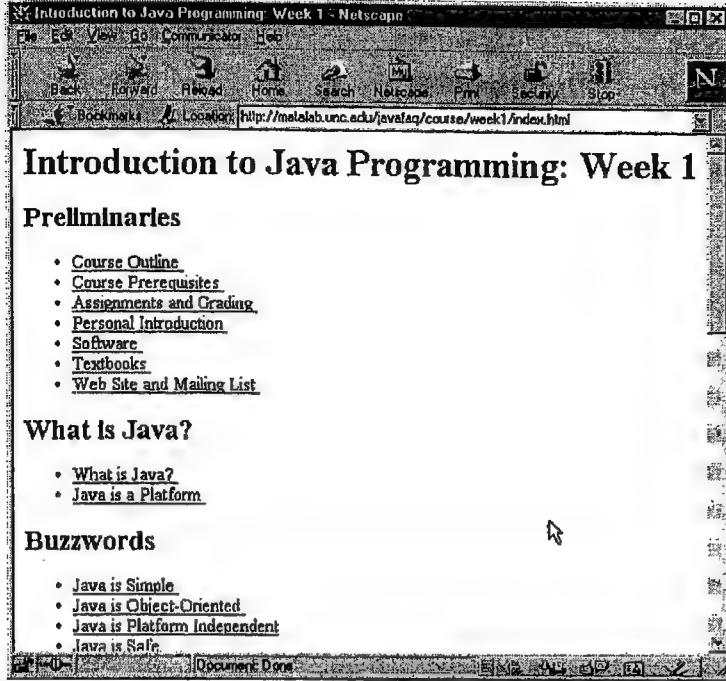 Introduction to Java Programming: Week 1 - Netscape
File Edit View Go Communicator Help
Back Forward Reload Home Search Netscape Print Security Stop
Bookmarks Location: http://metalab.unc.edu/javafaq/course/week1/index.html
Introduction to Java Programming: Week 1
Preliminaries
• Course Outline
• Course Prerequisites
• Assignments and Grading
• Personal Introduction
• Software
• Textbooks
• Web Site and Mailing List
What is Java?
• What is Java?
• Java is a Platform
Buzzwords
• Java is Simple
• Java is Object-Oriented
• Java is Platform Independent
• Java is Safe
Document: Done